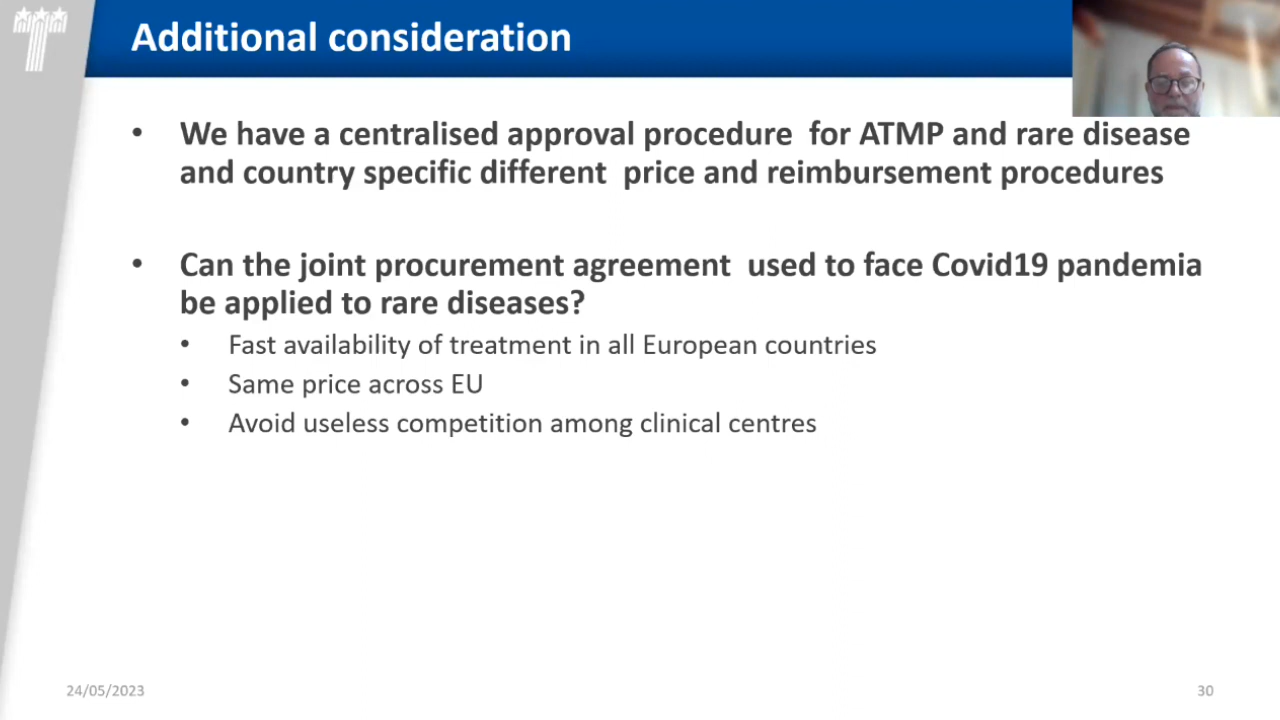 Additional consideration
• We have a centralised approval procedure for ATMP and rare disease
and country specific different price and reimbursement procedures
• Can the joint procurement agreement used to face Covid19 pandemia
be applied to rare diseases?
• Fast availability of treatment in all European countries
• Same price across EU
• Avoid useless competition among clinical centres
24/05/2023
30